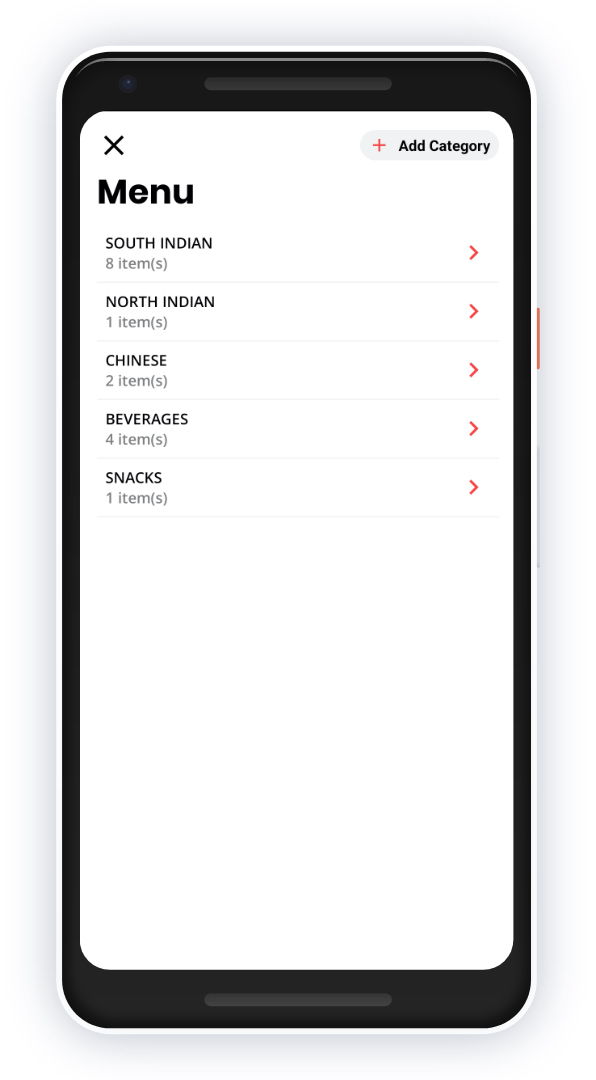 Add Category
Menu
SOUTH INDIAN
8 item(s)
NORTH INDIAN
1 item(s)
CHINESE
2 item(s)
BEVERAGES
4 item(s)
SNACKS
1 item(s)